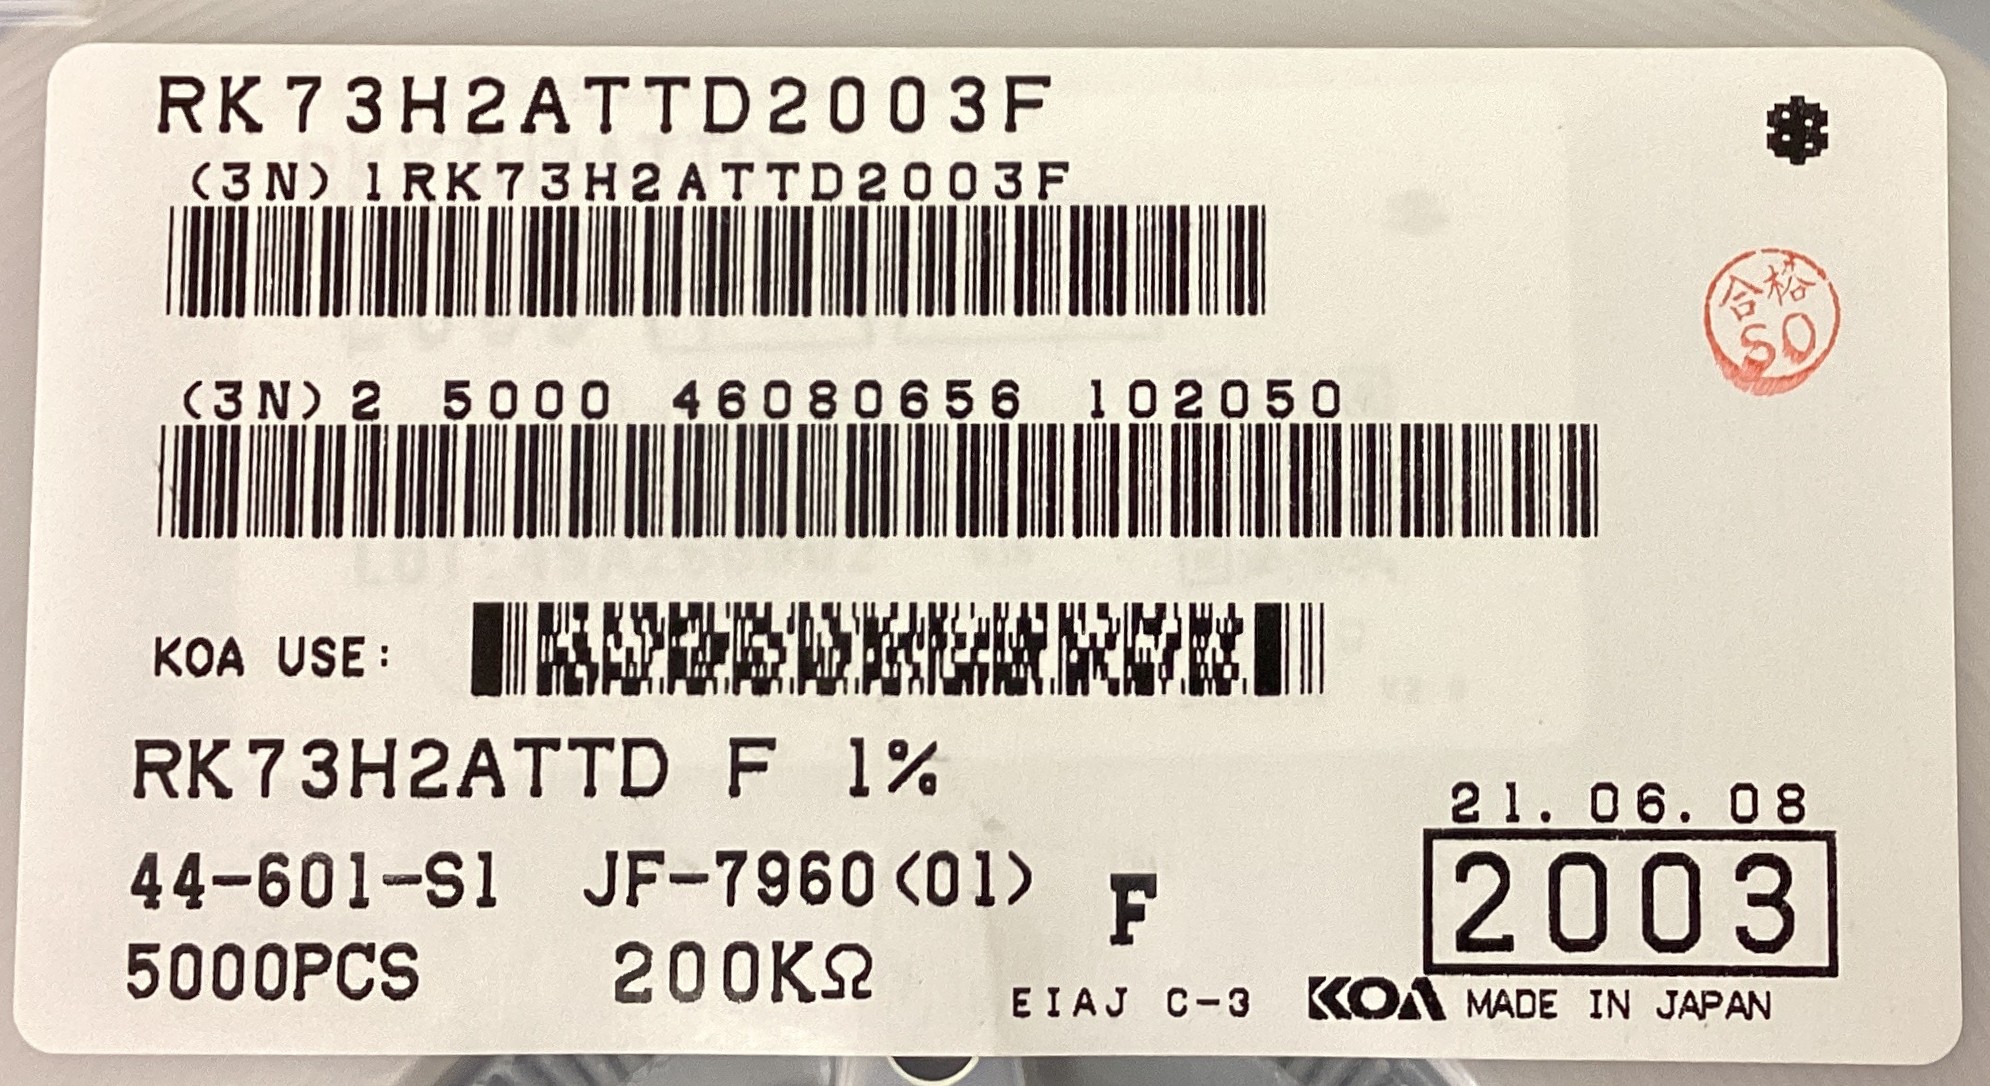 RK73H2ATTD2003F
(3N)1RK73H2ATTD2003F
合格
SO
(3N)2 5000 46080656 102050
KOA USE:
RK73H2ATTD F 1%
21.06.08
44-601-S1 JF-7960(01) F
2003
5000PCS 200KΩ
EIAJ C-3 KOA MADE IN JAPAN